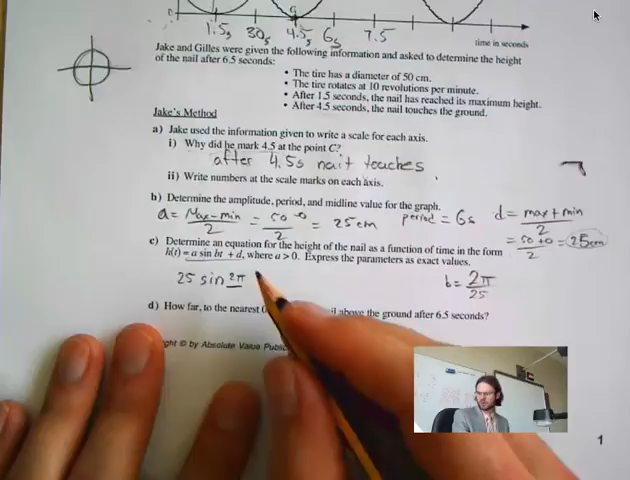 1.5s 3.0s 4.5s 6s 7.5
time in seconds
Jake and Gilles were given the following information and asked to determine the height
of the nail after 6.5 seconds:
• The tire has a diameter of 50 cm.
• The tire rotates at 10 revolutions per minute.
• After 1.5 seconds, the nail has reached its maximum height.
• After 4.5 seconds, the nail touches the ground.
Jake's Method
a) Jake used the information given to write a scale for each axis.
i) Why did he mark 4.5 at the point C?
after 4.5s nail touches
ii) Write numbers at the scale marks on each axis.
b) Determine the amplitude, period, and midline value for the graph.
a = Max - min / 2 = 50 - 0 / 2 = 25 cm period = 6s d = max + min / 2
= 50 + 0 / 2 = 25cm
c) Determine an equation for the height of the nail as a function of time in the form
h(t) = a sin bt + d, where a > 0. Express the parameters as exact values.
25 sin 2π b = 2π / 25
d) How far, to the nearest above the ground after 6.5 seconds?
by Absolute Value
1